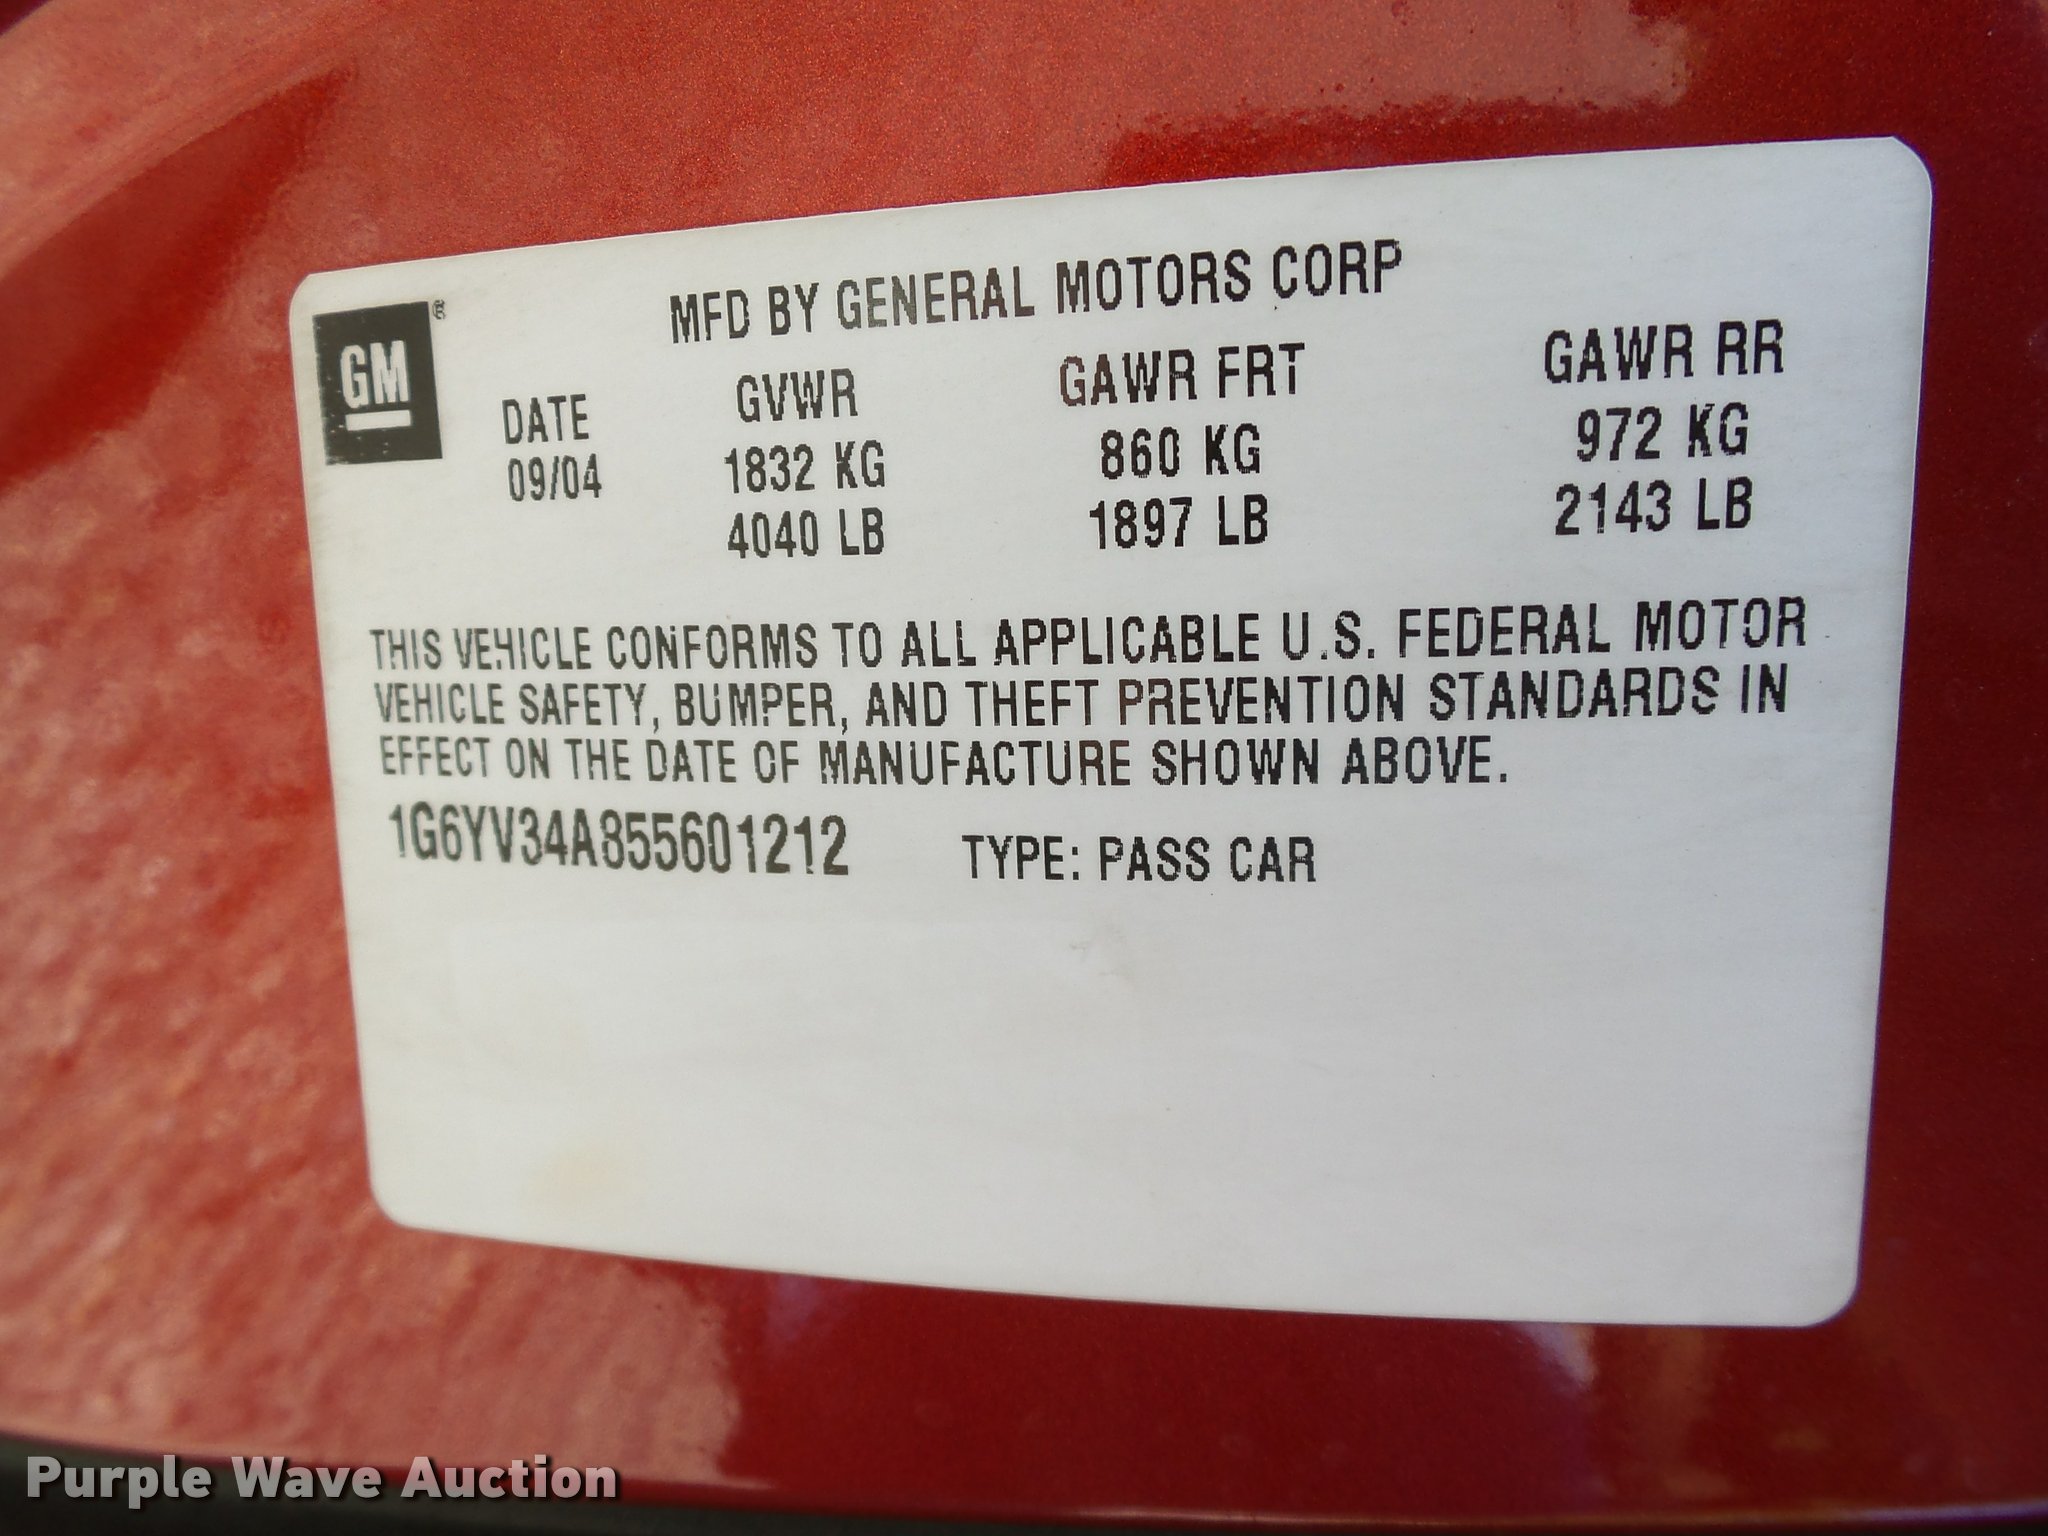 MFD BY GENERAL MOTORS CORP
GM®
DATE GVWR GAWR FRT GAWR RR
09/04 1832 KG 860 KG 972 KG
4040 LB 1897 LB 2143 LB
THIS VEHICLE CONFORMS TO ALL APPLICABLE U.S. FEDERAL MOTOR
VEHICLE SAFETY, BUMPER, AND THEFT PREVENTION STANDARDS IN
EFFECT ON THE DATE OF MANUFACTURE SHOWN ABOVE.
1G6YV34A855601212 TYPE: PASS CAR
Purple Wave Auction